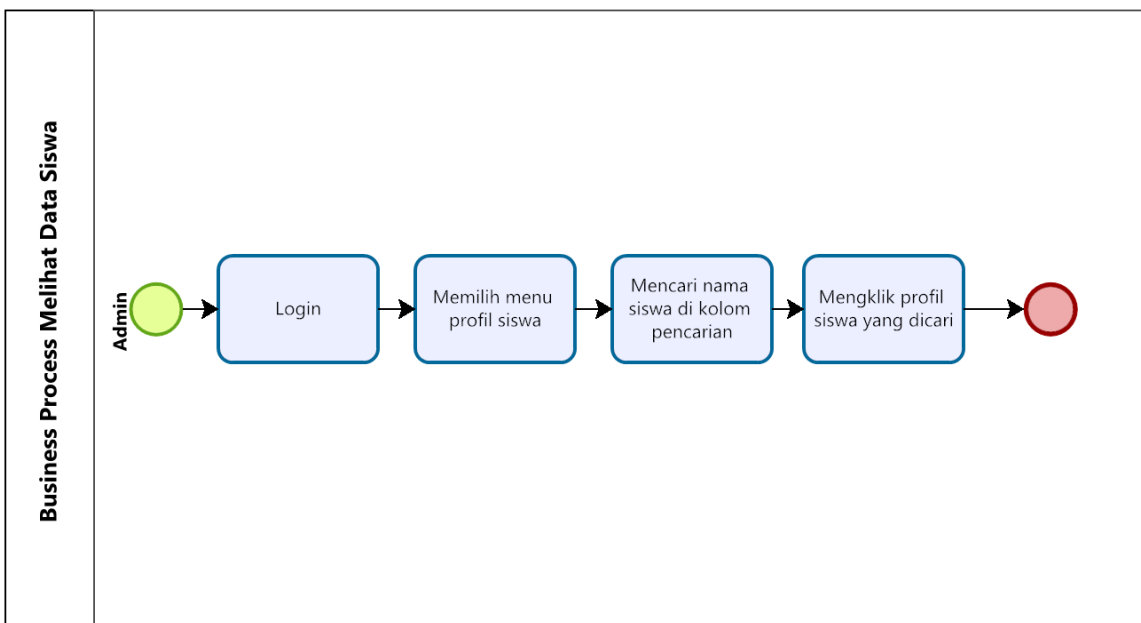 Business Process Melihat Data Siswa
Admin
Login
Memilih menu
profil siswa
Mencari nama
siswa di kolom
pencarian
Mengklik profil
siswa yang dicari